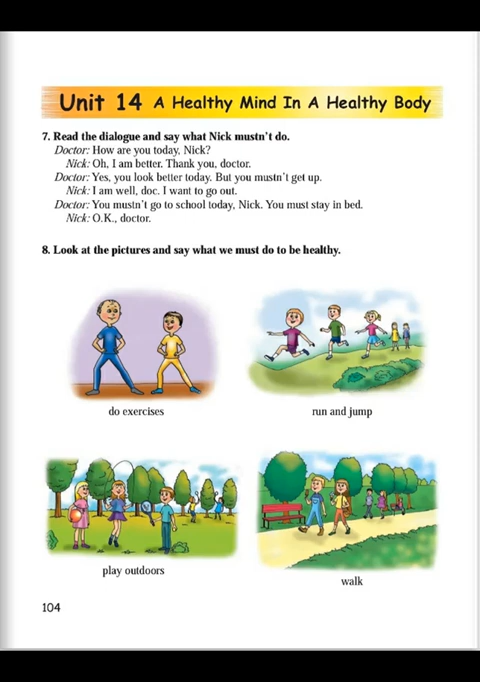 Unit 14 A Healthy Mind In A Healthy Body
7. Read the dialogue and say what Nick mustn't do.
Doctor: How are you today, Nick?
Nick: Oh, I am better. Thank you, doctor.
Doctor: Yes, you look better today. But you mustn't get up.
Nick: I am well, doc. I want to go out.
Doctor: You mustn't go to school today, Nick. You must stay in bed.
Nick: O.K., doctor.
8. Look at the pictures and say what we must do to be healthy.
do exercises
run and jump
play outdoors
walk
104